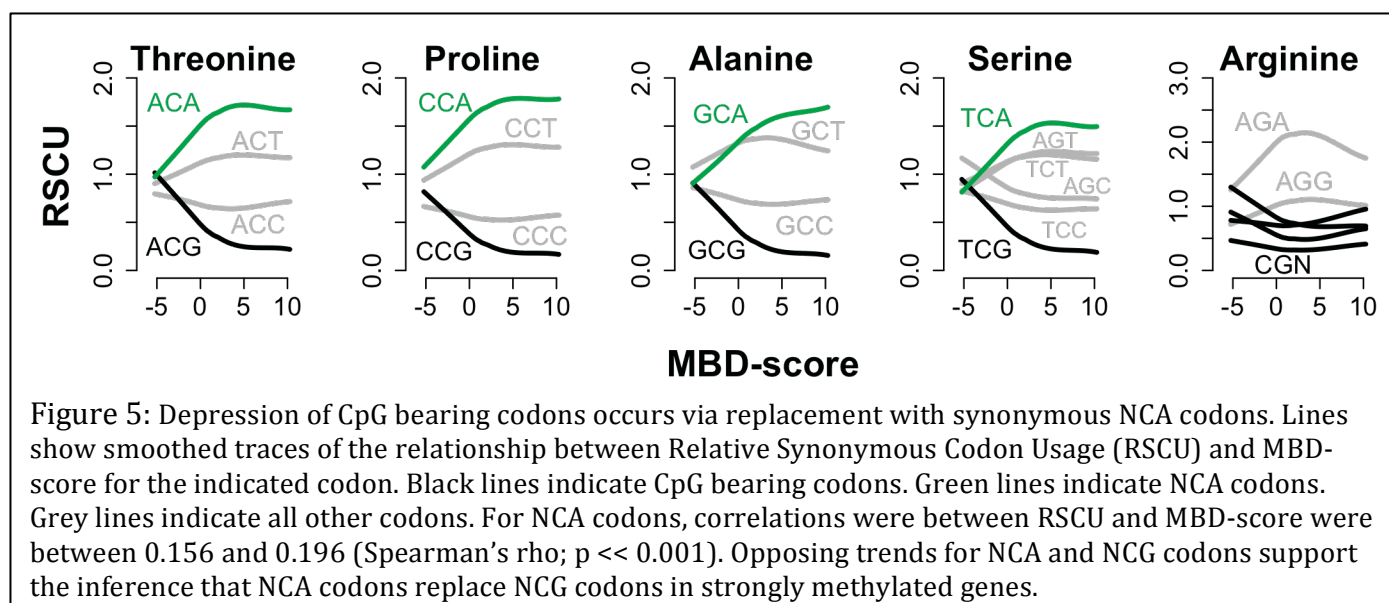 Threonine Proline Alanine Serine Arginine
RSCU
0.0 1.0 2.0
ACA
ACT
ACC
ACG
-5 0 5 10
0.0 1.0 2.0
CCA
CCT
CCC
CCG
-5 0 5 10
0.0 1.0 2.0
GCA
GCT
GCC
GCG
-5 0 5 10
0.0 1.0 2.0
TCA
AGT
TCT
AGC
TCC
TCG
-5 0 5 10
0.0 1.0 2.0 3.0
AGA
AGG
CGN
-5 0 5 10
MBD-score
Figure 5: Depression of CpG bearing codons occurs via replacement with synonymous NCA codons. Lines
show smoothed traces of the relationship between Relative Synonymous Codon Usage (RSCU) and MBD-
score for the indicated codon. Black lines indicate CpG bearing codons. Green lines indicate NCA codons.
Grey lines indicate all other codons. For NCA codons, correlations were between RSCU and MBD-score were
between 0.156 and 0.196 (Spearman's rho; p << 0.001). Opposing trends for NCA and NCG codons support
the inference that NCA codons replace NCG codons in strongly methylated genes.